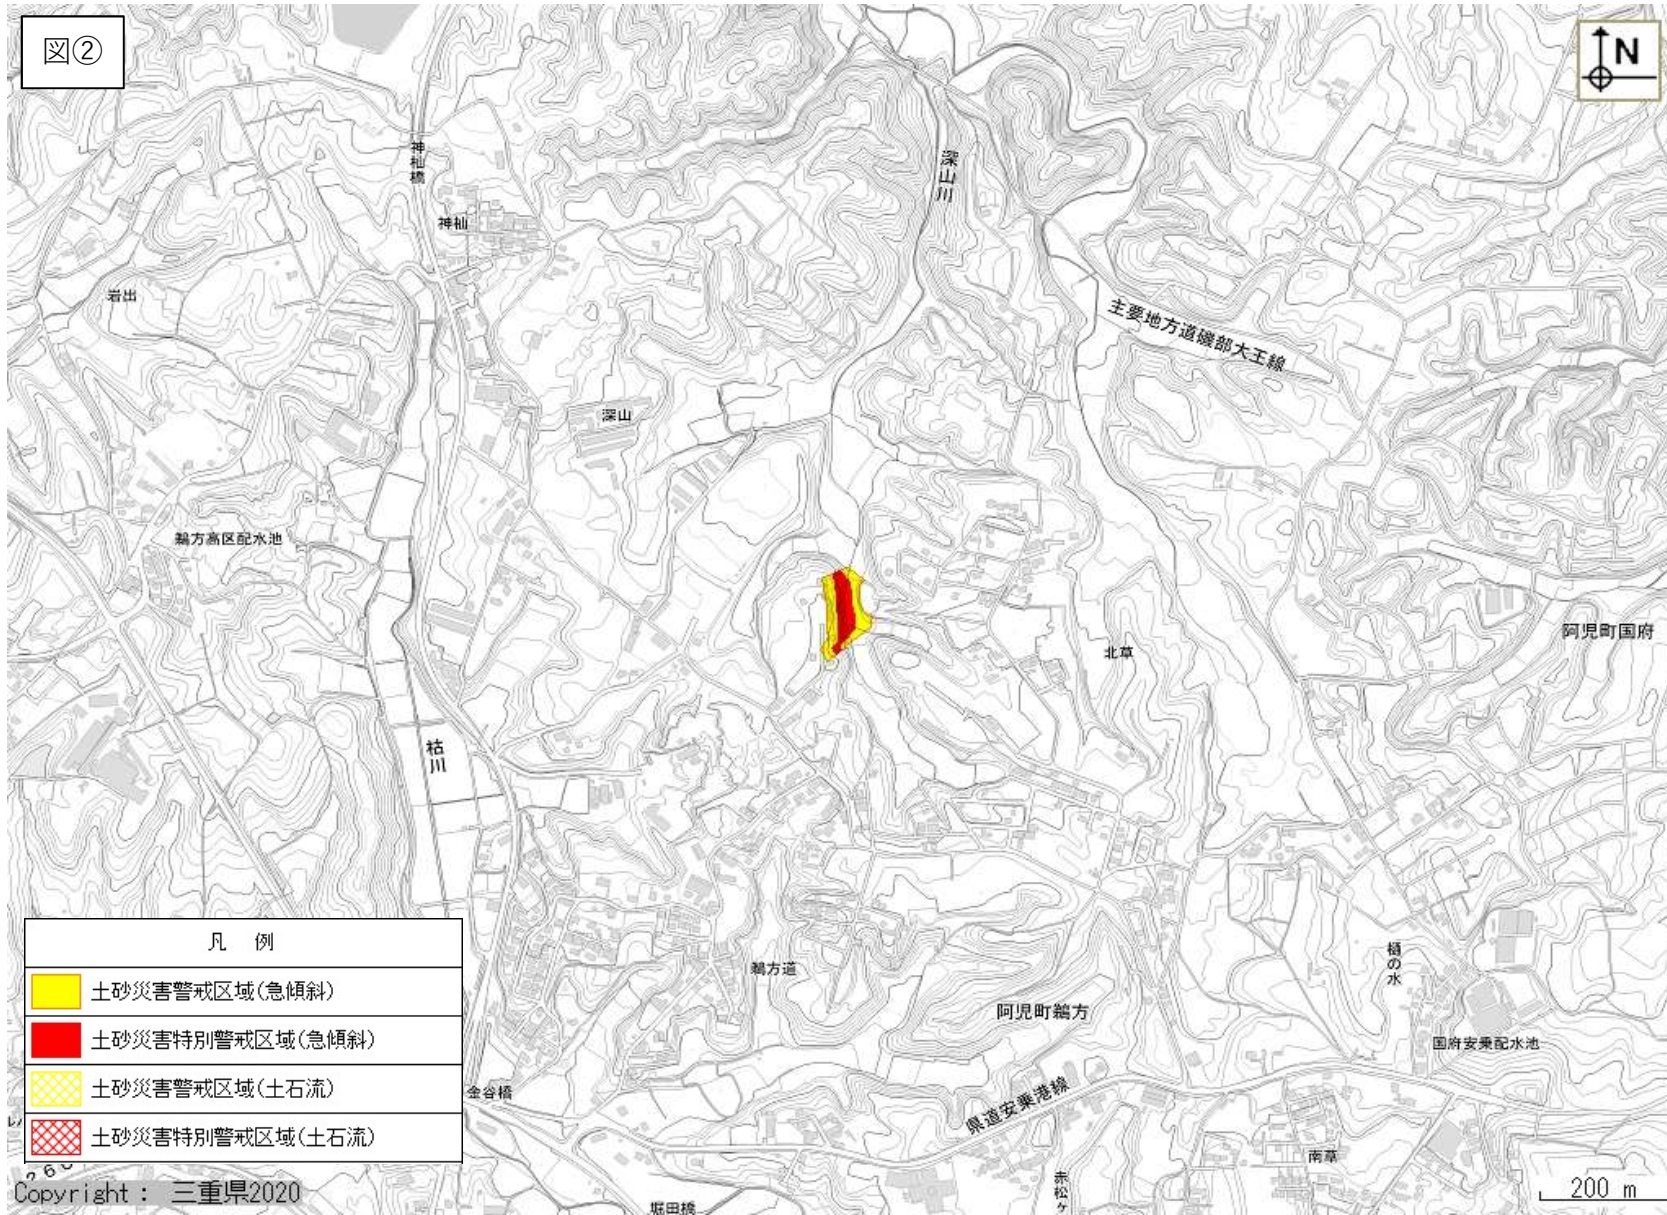 図②
N
神杣橋
深山川
神杣
岩出
主要地方道磯部大王線
深山
鵜方高区配水池
阿児町国府
北草
枯川
凡 例
土砂災害警戒区域(急傾斜)
土砂災害特別警戒区域(急傾斜)
土砂災害警戒区域(土石流)
土砂災害特別警戒区域(土石流)
鵜方道
樋の水
阿児町鵜方
国府安乗配水池
金谷橋
県道安乗港線
南草
赤松ヶ
260
堀田橋
Copyright : 三重県2020
200 m